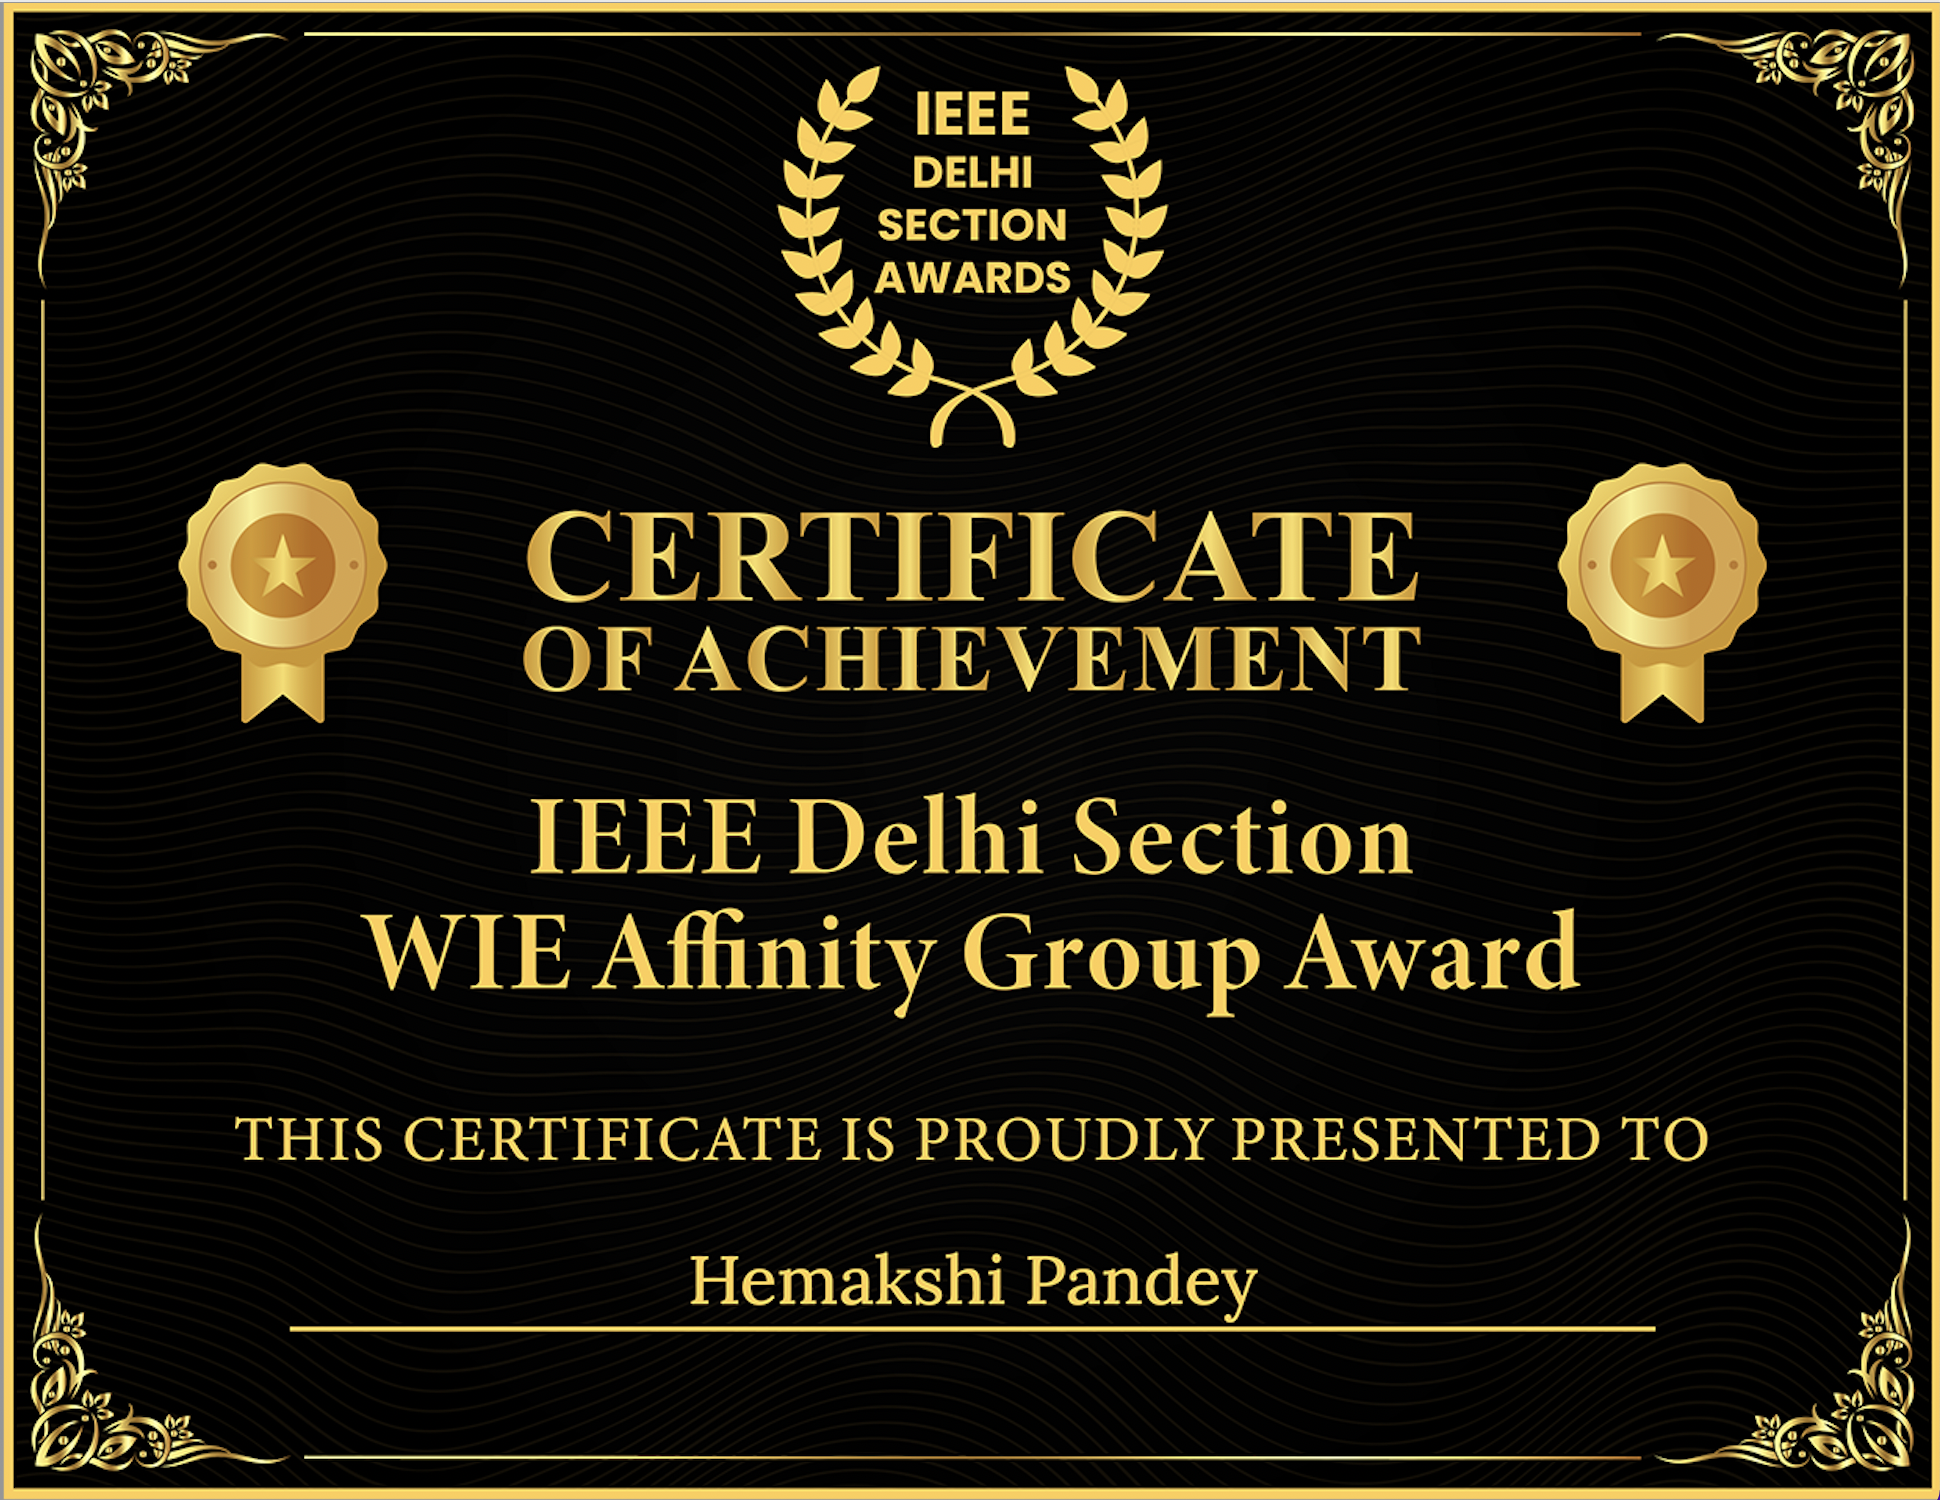 IEEE
DELHI
SECTION
AWARDS
CERTIFICATE
OF ACHIEVEMENT
IEEE Delhi Section
WIE Affinity Group Award
THIS CERTIFICATE IS PROUDLY PRESENTED TO
Hemakshi Pandey